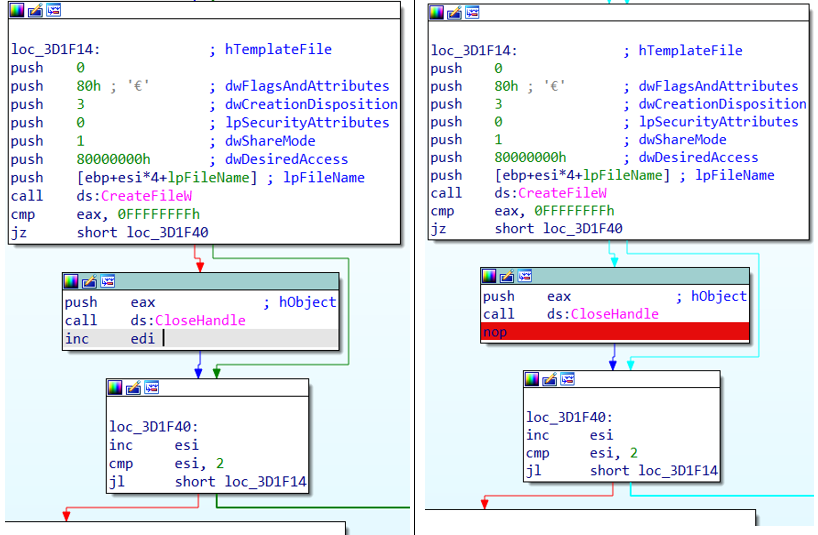 loc_3D1F14: ; hTemplateFile
push 0
push 80h ; '€' ; dwFlagsAndAttributes
push 3 ; dwCreationDisposition
push 0 ; lpSecurityAttributes
push 1 ; dwShareMode
push 80000000h ; dwDesiredAccess
push [ebp+esi*4+lpFileName] ; lpFileName
call ds:CreateFileW
cmp eax, 0FFFFFFFFh
jz short loc_3D1F40
push eax ; hObject
call ds:CloseHandle
inc edi
loc_3D1F40:
inc esi
cmp esi, 2
jl short loc_3D1F14
loc_3D1F14: ; hTemplateFile
push 0
push 80h ; '€' ; dwFlagsAndAttributes
push 3 ; dwCreationDisposition
push 0 ; lpSecurityAttributes
push 1 ; dwShareMode
push 80000000h ; dwDesiredAccess
push [ebp+esi*4+lpFileName] ; lpFileName
call ds:CreateFileW
cmp eax, 0FFFFFFFFh
jz short loc_3D1F40
push eax ; hObject
call ds:CloseHandle
nop
loc_3D1F40:
inc esi
cmp esi, 2
jl short loc_3D1F14